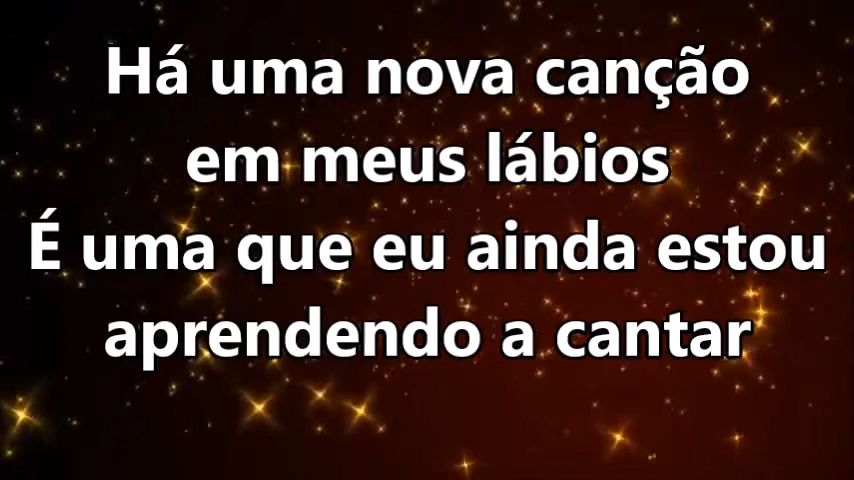 Há uma nova canção
em meus lábios
É uma que eu ainda estou
aprendendo a cantar